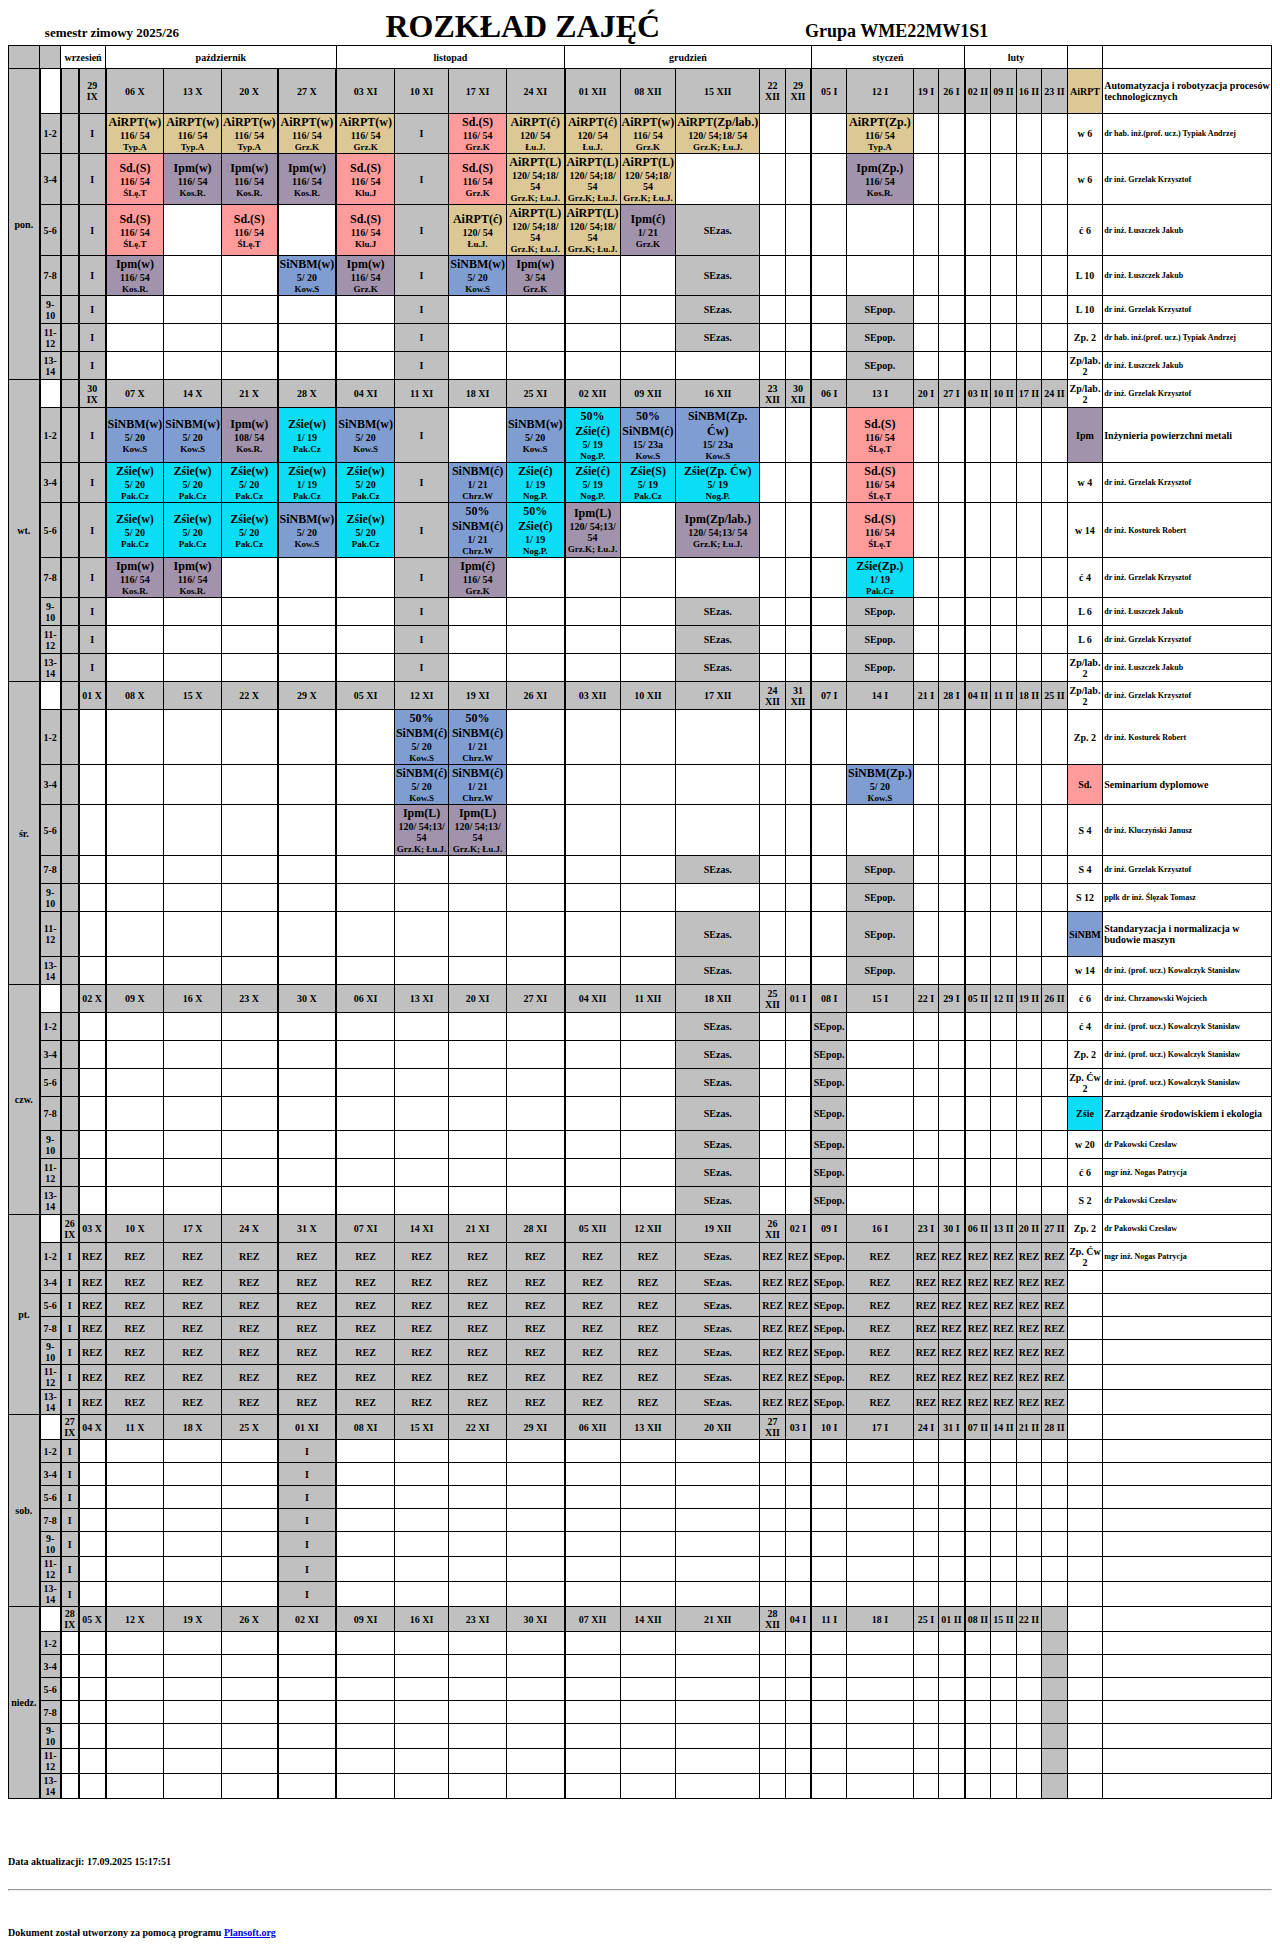 semestr zimowy 2025/26 ROZKŁAD ZAJĘĆ Grupa WME22MW1S1
wrzesień październik listopad grudzień styczeń luty
pon. 29 IX 06 X 13 X 20 X 27 X 03 XI 10 XI 17 XI 24 XI 01 XII 08 XII 15 XII 22 XII 29 XII 05 I 12 I 19 I 26 I 02 II 09 II 16 II 23 II AiRPT Automatyzacja i robotyzacja procesów technologicznych
1-2 I AiRPT(w) 116/ 54 Typ.A AiRPT(w) 116/ 54 Typ.A AiRPT(w) 116/ 54 Typ.A AiRPT(w) 116/ 54 Grz.K AiRPT(w) 116/ 54 Grz.K I Sd.(S) 116/ 54 Grz.K AiRPT(ć) 120/ 54 Łu.J. AiRPT(ć) 120/ 54 Łu.J. AiRPT(w) 116/ 54 Grz.K AiRPT(Zp/lab.) 120/ 54;18/ 54 Grz.K; Łu.J. AiRPT(Zp.) 116/ 54 Typ.A w 6 dr hab. inż.(prof. ucz.) Typiak Andrzej
3-4 I Sd.(S) 116/ 54 ŚLę.T Ipm(w) 116/ 54 Kos.R. Ipm(w) 116/ 54 Kos.R. Ipm(w) 116/ 54 Kos.R. Sd.(S) 116/ 54 Klu.J I Sd.(S) 116/ 54 Grz.K AiRPT(L) 120/ 54;18/ 54 Grz.K; Łu.J. AiRPT(L) 120/ 54;18/ 54 Grz.K; Łu.J. AiRPT(L) 120/ 54;18/ 54 Grz.K; Łu.J. Ipm(Zp.) 116/ 54 Kos.R. w 6 dr inż. Grzelak Krzysztof
5-6 I Sd.(S) 116/ 54 ŚLę.T Sd.(S) 116/ 54 ŚLę.T Sd.(S) 116/ 54 Klu.J I AiRPT(ć) 120/ 54 Łu.J. AiRPT(L) 120/ 54;18/ 54 Grz.K; Łu.J. AiRPT(L) 120/ 54;18/ 54 Grz.K; Łu.J. Ipm(ć) 1/ 21 Grz.K SEzas. ć 6 dr inż. Łuszczek Jakub
7-8 I Ipm(w) 116/ 54 Kos.R. SiNBM(w) 5/ 20 Kow.S Ipm(w) 116/ 54 Grz.K I SiNBM(w) 5/ 20 Kow.S Ipm(w) 3/ 54 Grz.K SEzas. L 10 dr inż. Łuszczek Jakub
9-10 I I SEzas. SEpop. L 10 dr inż. Grzelak Krzysztof
11-12 I I SEzas. SEpop. Zp. 2 dr hab. inż.(prof. ucz.) Typiak Andrzej
13-14 I I SEpop. Zp/lab. 2 dr inż. Łuszczek Jakub
wt. 30 IX 07 X 14 X 21 X 28 X 04 XI 11 XI 18 XI 25 XI 02 XII 09 XII 16 XII 23 XII 30 XII 06 I 13 I 20 I 27 I 03 II 10 II 17 II 24 II Zp/lab. 2 dr inż. Grzelak Krzysztof
1-2 I SiNBM(w) 5/ 20 Kow.S SiNBM(w) 5/ 20 Kow.S Ipm(w) 108/ 54 Kos.R. Zśie(w) 1/ 19 Pak.Cz SiNBM(w) 5/ 20 Kow.S I SiNBM(w) 5/ 20 Kow.S 50% Zśie(ć) 5/ 19 Nog.P. 50% SiNBM(ć) 15/ 23a Kow.S SiNBM(Zp. Ćw) 15/ 23a Kow.S Sd.(S) 116/ 54 ŚLę.T Ipm Inżynieria powierzchni metali
3-4 I Zśie(w) 5/ 20 Pak.Cz Zśie(w) 5/ 20 Pak.Cz Zśie(w) 5/ 20 Pak.Cz Zśie(w) 1/ 19 Pak.Cz Zśie(w) 5/ 20 Pak.Cz I SiNBM(ć) 1/ 21 Chrz.W Zśie(ć) 1/ 19 Nog.P. Zśie(ć) 5/ 19 Nog.P. Zśie(S) 5/ 19 Pak.Cz Zśie(Zp. Ćw) 5/ 19 Nog.P. Sd.(S) 116/ 54 ŚLę.T w 4 dr inż. Grzelak Krzysztof
5-6 I Zśie(w) 5/ 20 Pak.Cz Zśie(w) 5/ 20 Pak.Cz Zśie(w) 5/ 20 Pak.Cz SiNBM(w) 5/ 20 Kow.S Zśie(w) 5/ 20 Pak.Cz I 50% SiNBM(ć) 1/ 21 Chrz.W 50% Zśie(ć) 1/ 19 Nog.P. Ipm(L) 120/ 54;13/ 54 Grz.K; Łu.J. Ipm(Zp/lab.) 120/ 54;13/ 54 Grz.K; Łu.J. Sd.(S) 116/ 54 ŚLę.T w 14 dr inż. Kosturek Robert
7-8 I Ipm(w) 116/ 54 Kos.R. Ipm(w) 116/ 54 Kos.R. I Ipm(ć) 116/ 54 Grz.K Zśie(Zp.) 1/ 19 Pak.Cz ć 4 dr inż. Grzelak Krzysztof
9-10 I I SEzas. SEpop. L 6 dr inż. Łuszczek Jakub
11-12 I I SEzas. SEpop. L 6 dr inż. Grzelak Krzysztof
13-14 I I SEzas. SEpop. Zp/lab. 2 dr inż. Łuszczek Jakub
śr. 01 X 08 X 15 X 22 X 29 X 05 XI 12 XI 19 XI 26 XI 03 XII 10 XII 17 XII 24 XII 31 XII 07 I 14 I 21 I 28 I 04 II 11 II 18 II 25 II Zp/lab. 2 dr inż. Grzelak Krzysztof
1-2 50% SiNBM(ć) 5/ 20 Kow.S 50% SiNBM(ć) 1/ 21 Chrz.W Zp. 2 dr inż. Kosturek Robert
3-4 SiNBM(ć) 5/ 20 Kow.S SiNBM(ć) 1/ 21 Chrz.W SiNBM(Zp.) 5/ 20 Kow.S Sd. Seminarium dyplomowe
5-6 Ipm(L) 120/ 54;13/ 54 Grz.K; Łu.J. Ipm(L) 120/ 54;13/ 54 Grz.K; Łu.J. S 4 dr inż. Kluczyński Janusz
7-8 SEzas. SEpop. S 4 dr inż. Grzelak Krzysztof
9-10 SEpop. S 12 ppłk dr inż. Ślęzak Tomasz
11-12 SEzas. SEpop. SiNBM Standaryzacja i normalizacja w budowie maszyn
13-14 SEzas. SEpop. w 14 dr inż. (prof. ucz.) Kowalczyk Stanisław
czw. 02 X 09 X 16 X 23 X 30 X 06 XI 13 XI 20 XI 27 XI 04 XII 11 XII 18 XII 25 XII 01 I 08 I 15 I 22 I 29 I 05 II 12 II 19 II 26 II ć 6 dr inż. Chrzanowski Wojciech
1-2 SEzas. SEpop. ć 4 dr inż. (prof. ucz.) Kowalczyk Stanisław
3-4 SEzas. SEpop. Zp. 2 dr inż. (prof. ucz.) Kowalczyk Stanisław
5-6 SEzas. SEpop. Zp. Ćw 2 dr inż. (prof. ucz.) Kowalczyk Stanisław
7-8 SEzas. SEpop. Zśie Zarządzanie środowiskiem i ekologia
9-10 SEzas. SEpop. w 20 dr Pakowski Czesław
11-12 SEzas. SEpop. ć 6 mgr inż. Nogas Patrycja
13-14 SEzas. SEpop. S 2 dr Pakowski Czesław
pt. 26 IX 03 X 10 X 17 X 24 X 31 X 07 XI 14 XI 21 XI 28 XI 05 XII 12 XII 19 XII 26 XII 02 I 09 I 16 I 23 I 30 I 06 II 13 II 20 II 27 II Zp. 2 dr Pakowski Czesław
1-2 I REZ REZ REZ REZ REZ REZ REZ REZ REZ REZ REZ SEzas. REZ REZ SEpop. REZ REZ REZ REZ REZ REZ REZ Zp. Ćw 2 mgr inż. Nogas Patrycja
3-4 I REZ REZ REZ REZ REZ REZ REZ REZ REZ REZ REZ SEzas. REZ REZ SEpop. REZ REZ REZ REZ REZ REZ REZ
5-6 I REZ REZ REZ REZ REZ REZ REZ REZ REZ REZ REZ SEzas. REZ REZ SEpop. REZ REZ REZ REZ REZ REZ REZ
7-8 I REZ REZ REZ REZ REZ REZ REZ REZ REZ REZ REZ SEzas. REZ REZ SEpop. REZ REZ REZ REZ REZ REZ REZ
9-10 I REZ REZ REZ REZ REZ REZ REZ REZ REZ REZ REZ SEzas. REZ REZ SEpop. REZ REZ REZ REZ REZ REZ REZ
11-12 I REZ REZ REZ REZ REZ REZ REZ REZ REZ REZ REZ SEzas. REZ REZ SEpop. REZ REZ REZ REZ REZ REZ REZ
13-14 I REZ REZ REZ REZ REZ REZ REZ REZ REZ REZ REZ SEzas. REZ REZ SEpop. REZ REZ REZ REZ REZ REZ REZ
sob. 27 IX 04 X 11 X 18 X 25 X 01 XI 08 XI 15 XI 22 XI 29 XI 06 XII 13 XII 20 XII 27 XII 03 I 10 I 17 I 24 I 31 I 07 II 14 II 21 II 28 II
1-2 I I
3-4 I I
5-6 I I
7-8 I I
9-10 I I
11-12 I I
13-14 I I
niedz. 28 IX 05 X 12 X 19 X 26 X 02 XI 09 XI 16 XI 23 XI 30 XI 07 XII 14 XII 21 XII 28 XII 04 I 11 I 18 I 25 I 01 II 08 II 15 II 22 II
1-2
3-4
5-6
7-8
9-10
11-12
13-14
Data aktualizacji: 17.09.2025 15:17:51
Dokument został utworzony za pomocą programu Plansoft.org